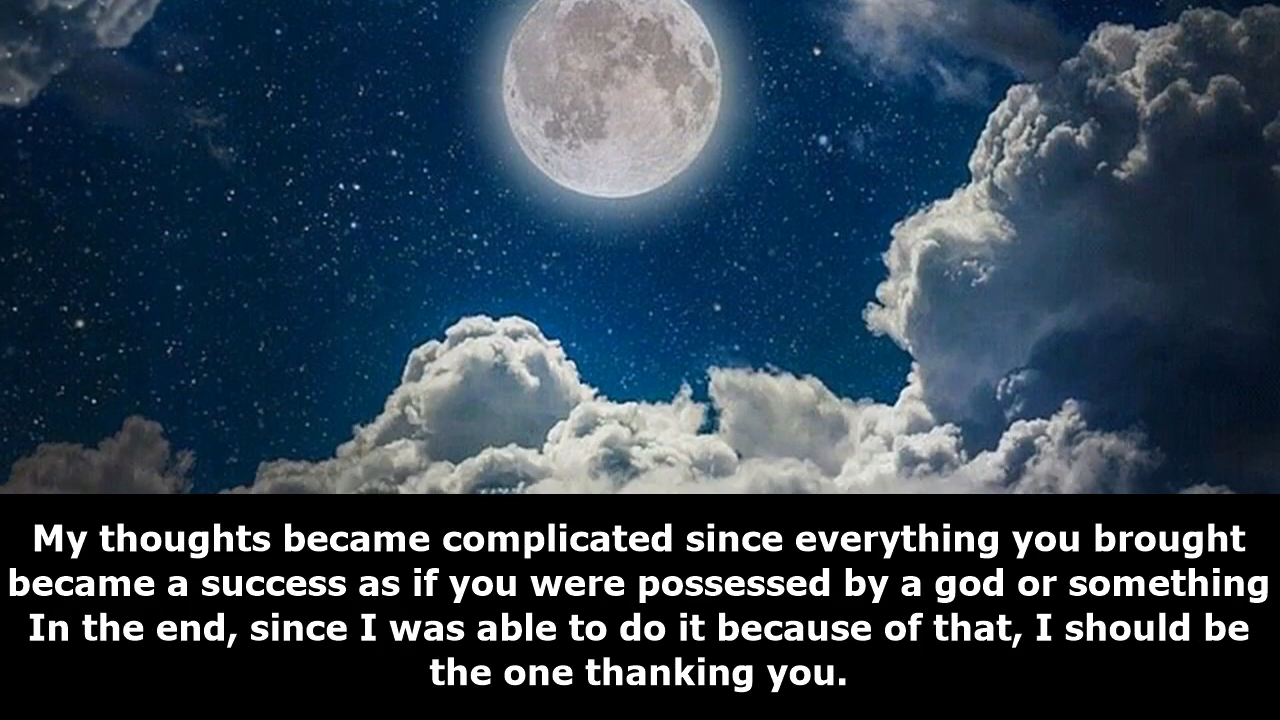 My thoughts became complicated since everything you brought
became a success as if you were possessed by a god or something
In the end, since I was able to do it because of that, I should be
the one thanking you.